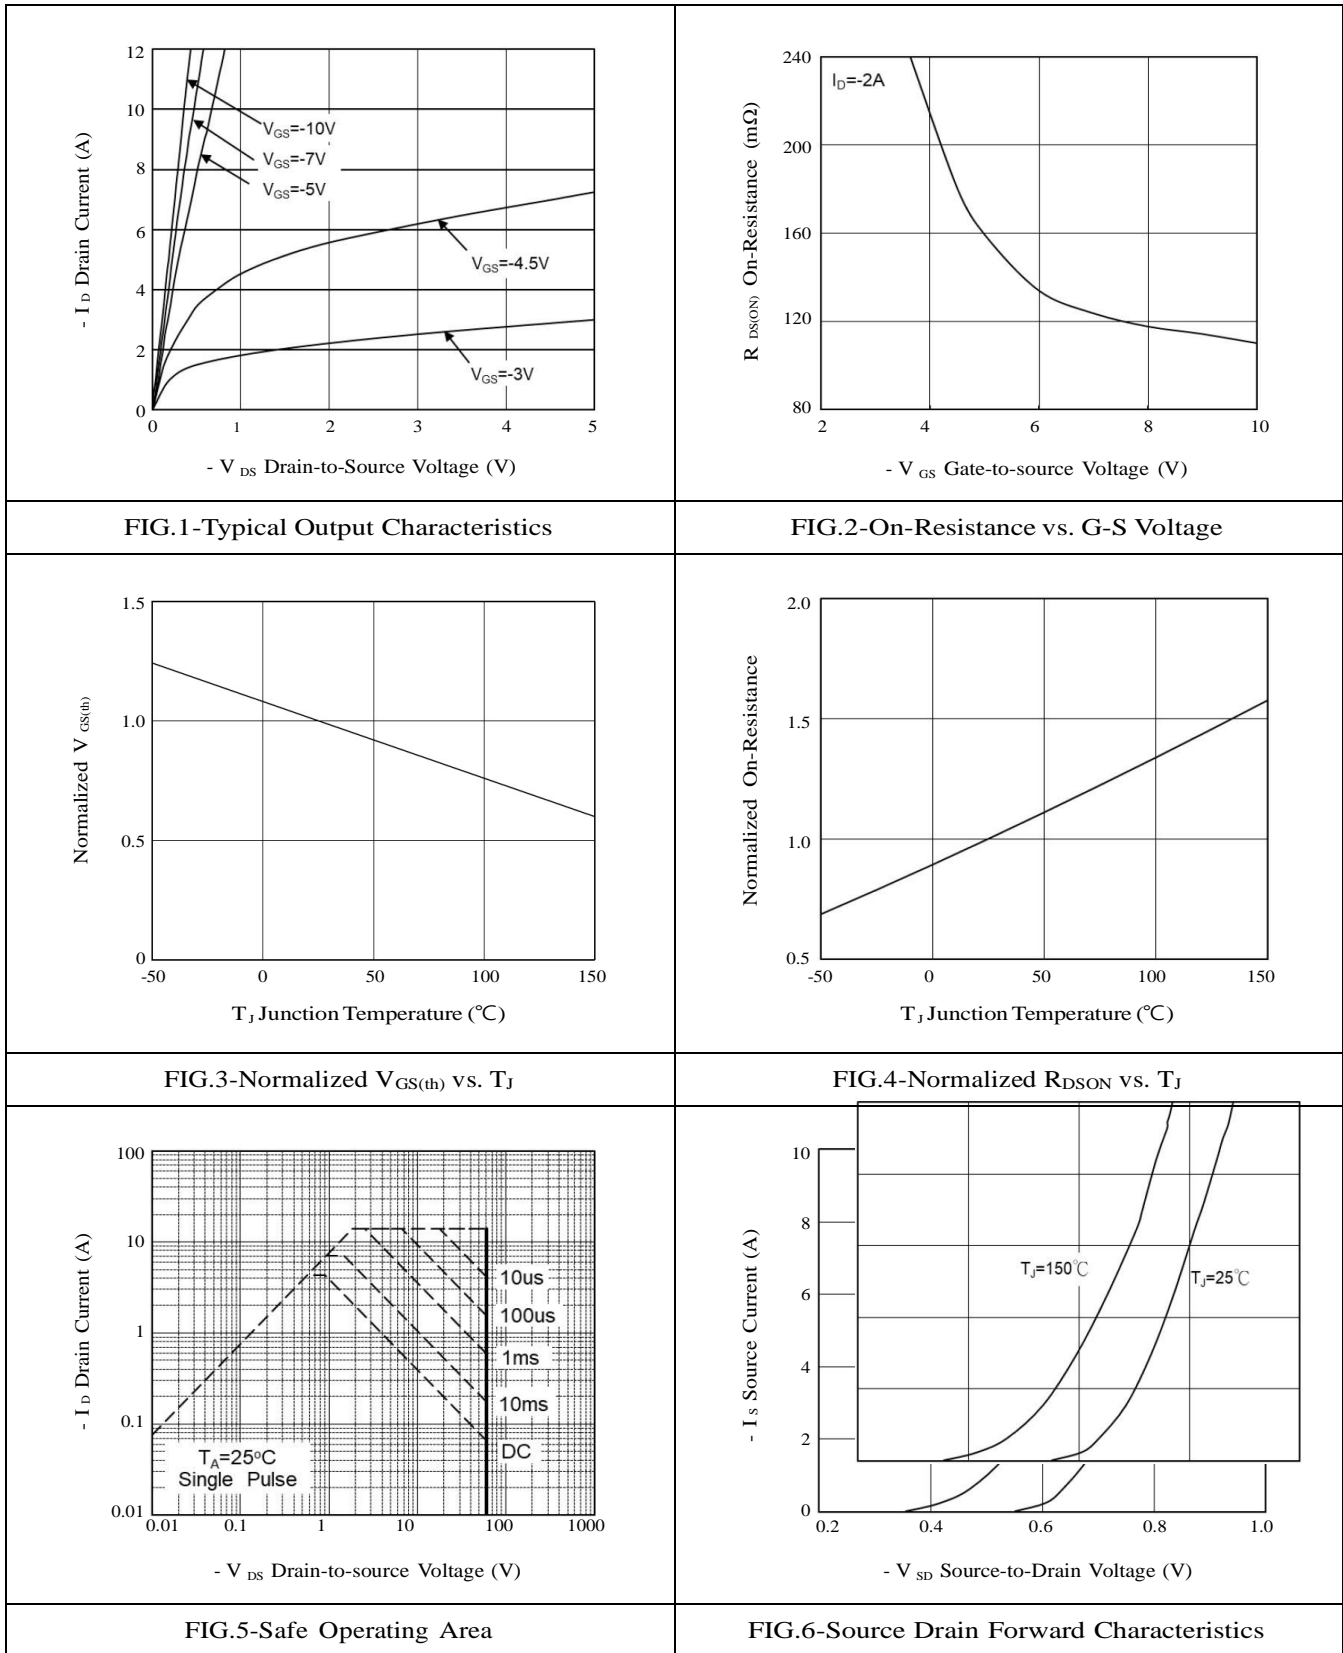 12
10
8
6
4
2
0
0 1 2 3 4 5
- I D Drain Current (A)
VGS=-10V
VGS=-7V
VGS=-5V
VGS=-4.5V
VGS=-3V
- V DS Drain-to-Source Voltage (V)
240
200
160
120
80
2 4 6 8 10
R DS(ON) On-Resistance (mΩ)
ID=-2A
- V GS Gate-to-source Voltage (V)
FIG.1-Typical Output Characteristics
FIG.2-On-Resistance vs. G-S Voltage
1.5
1.0
0.5
0
-50 0 50 100 150
Normalized V GS(th)
T J Junction Temperature (℃)
2.0
1.5
1.0
0.5
-50 0 50 100 150
Normalized On-Resistance
T J Junction Temperature (℃)
FIG.3-Normalized VGS(th) vs. TJ
FIG.4-Normalized RDSON vs. TJ
100
10
1
0.1
0.01
0.01 0.1 1 10 100 1000
- I D Drain Current (A)
10us
100us
1ms
10ms
DC
TA=25oC
Single Pulse
- V DS Drain-to-source Voltage (V)
10
8
6
4
2
0
0.2 0.4 0.6 0.8 1.0
- I S Source Current (A)
TJ=150℃
TJ=25℃
- V SD Source-to-Drain Voltage (V)
FIG.5-Safe Operating Area
FIG.6-Source Drain Forward Characteristics